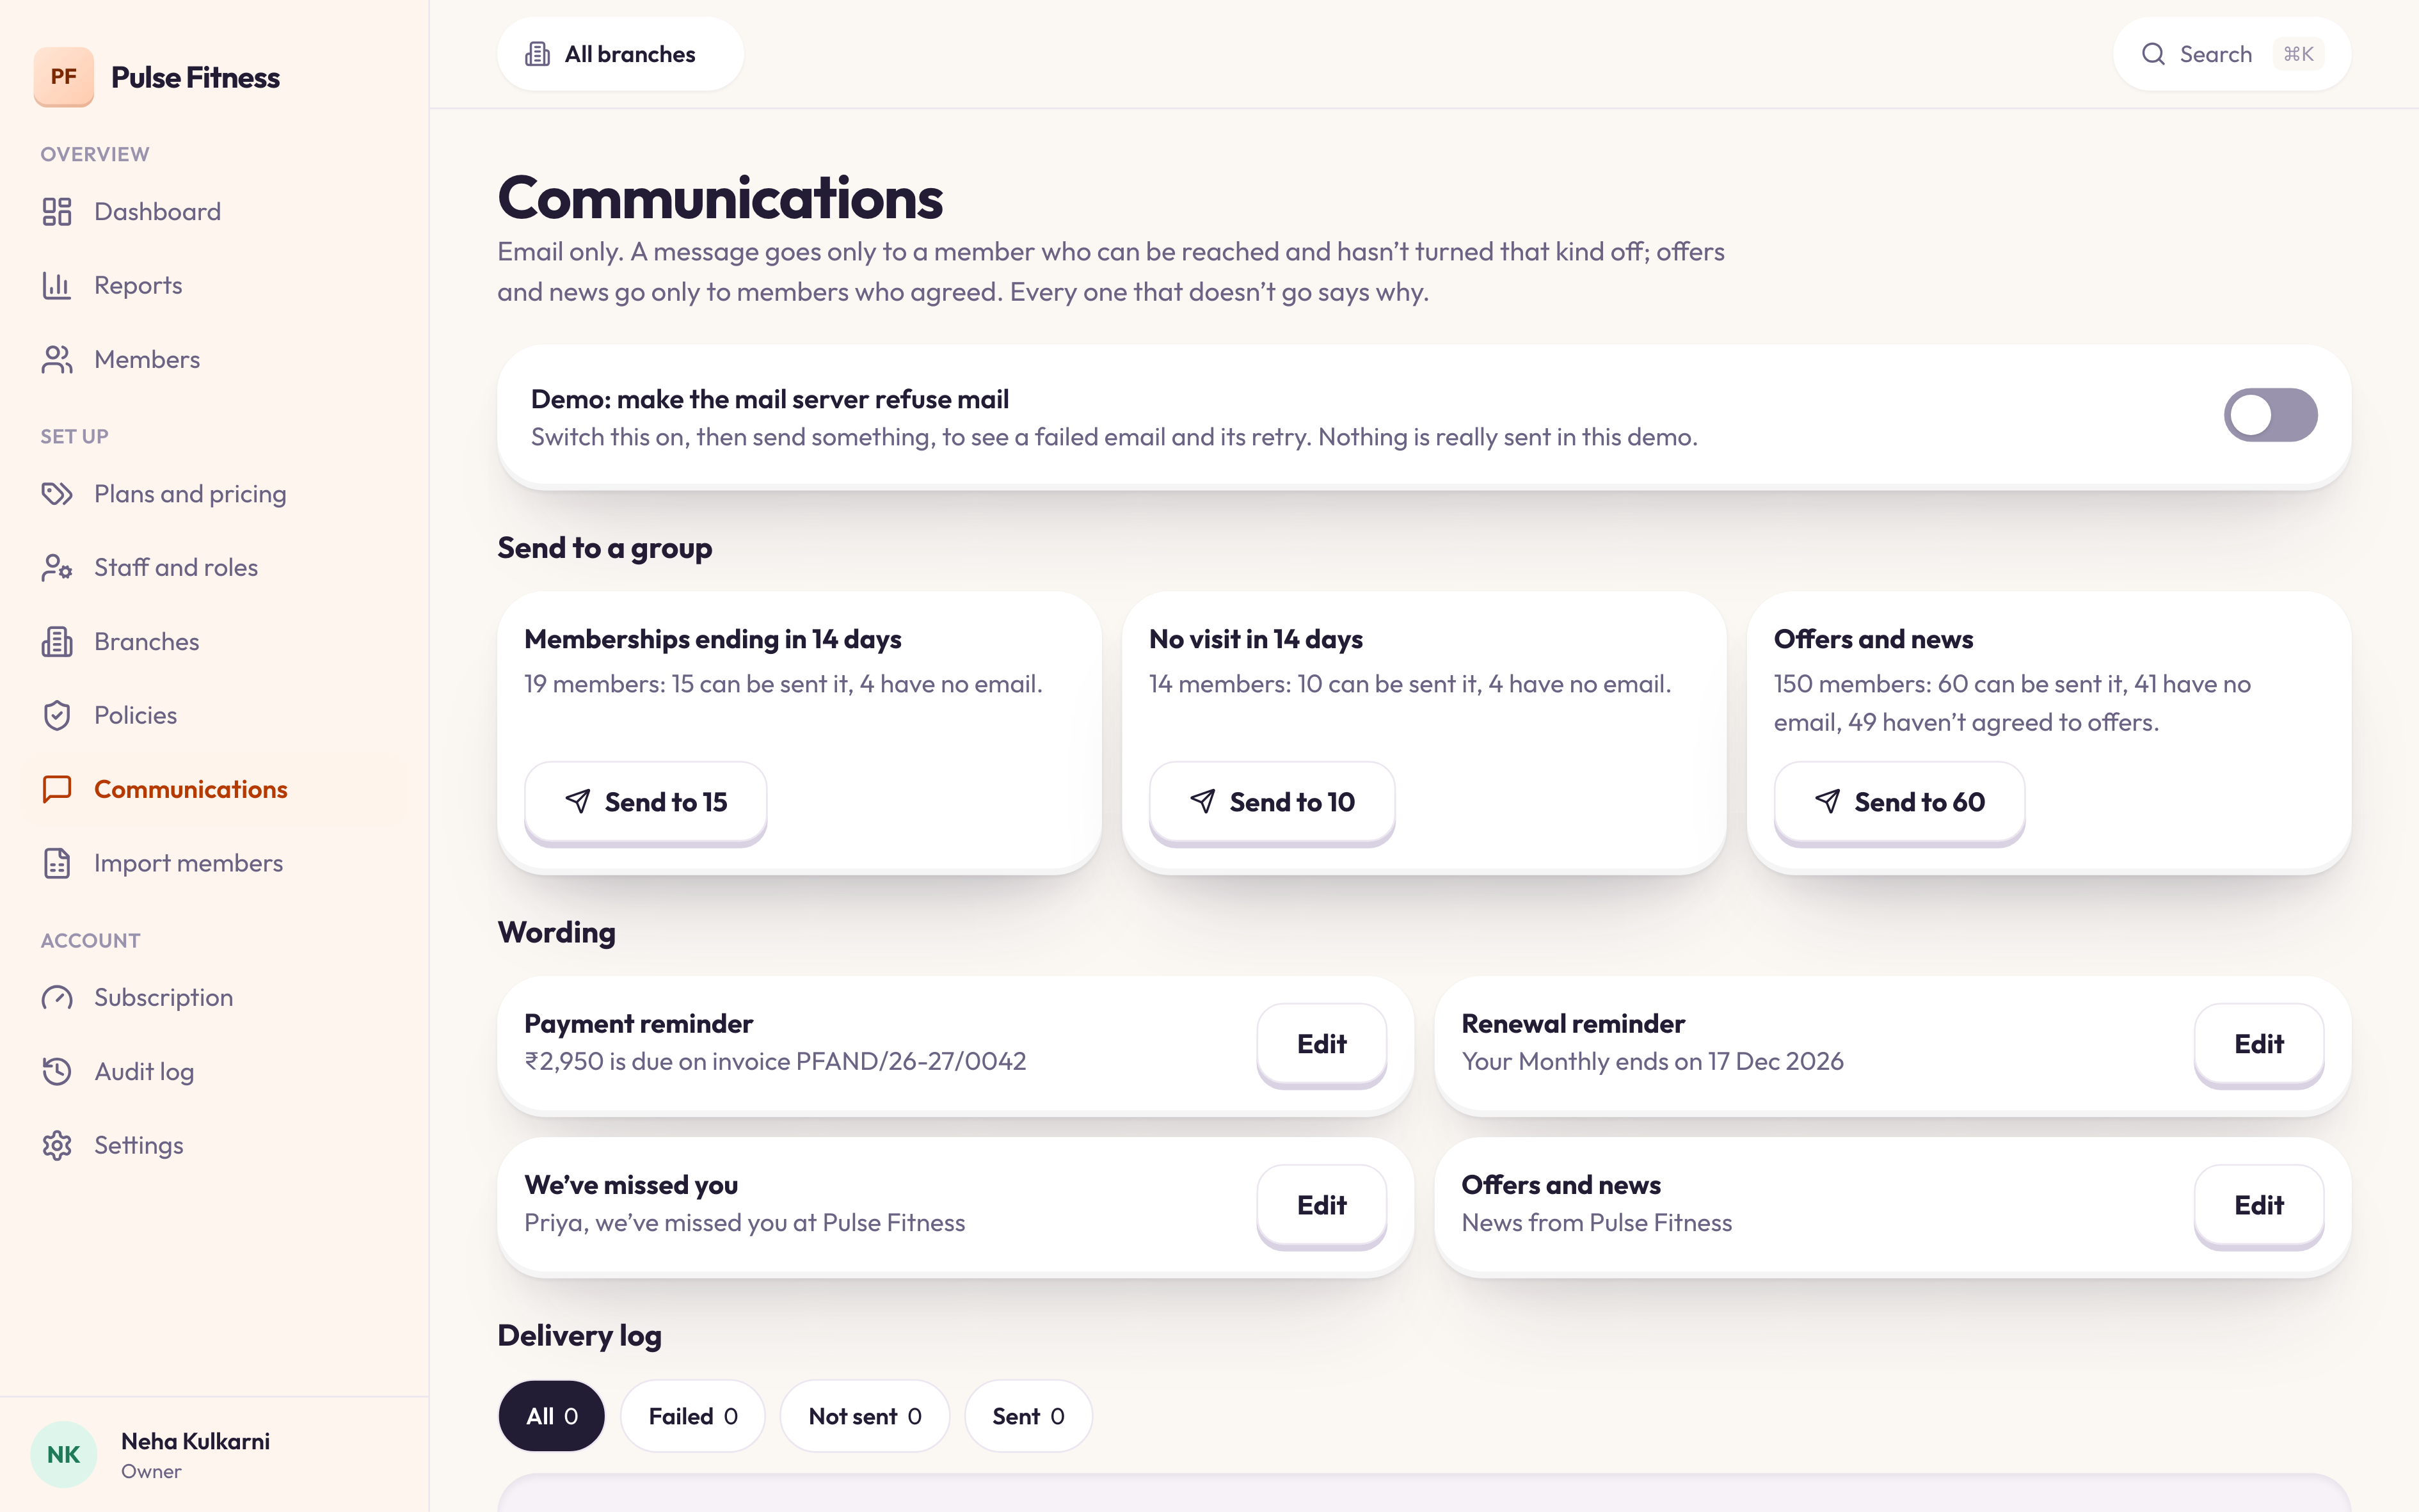 PF
Pulse Fitness
OVERVIEW
Dashboard
Reports
Members
SET UP
Plans and pricing
Staff and roles
Branches
Policies
Communications
Import members
ACCOUNT
Subscription
Audit log
Settings
NK
Neha Kulkarni
Owner
All branches
Search ⌘K
Communications
Email only. A message goes only to a member who can be reached and hasn’t turned that kind off; offers
and news go only to members who agreed. Every one that doesn’t go says why.
Demo: make the mail server refuse mail
Switch this on, then send something, to see a failed email and its retry. Nothing is really sent in this demo.
Send to a group
Memberships ending in 14 days
19 members: 15 can be sent it, 4 have no email.
Send to 15
No visit in 14 days
14 members: 10 can be sent it, 4 have no email.
Send to 10
Offers and news
150 members: 60 can be sent it, 41 have no
email, 49 haven’t agreed to offers.
Send to 60
Wording
Payment reminder
₹2,950 is due on invoice PFAND/26-27/0042
Edit
Renewal reminder
Your Monthly ends on 17 Dec 2026
Edit
We’ve missed you
Priya, we’ve missed you at Pulse Fitness
Edit
Offers and news
News from Pulse Fitness
Edit
Delivery log
All 0
Failed 0
Not sent 0
Sent 0